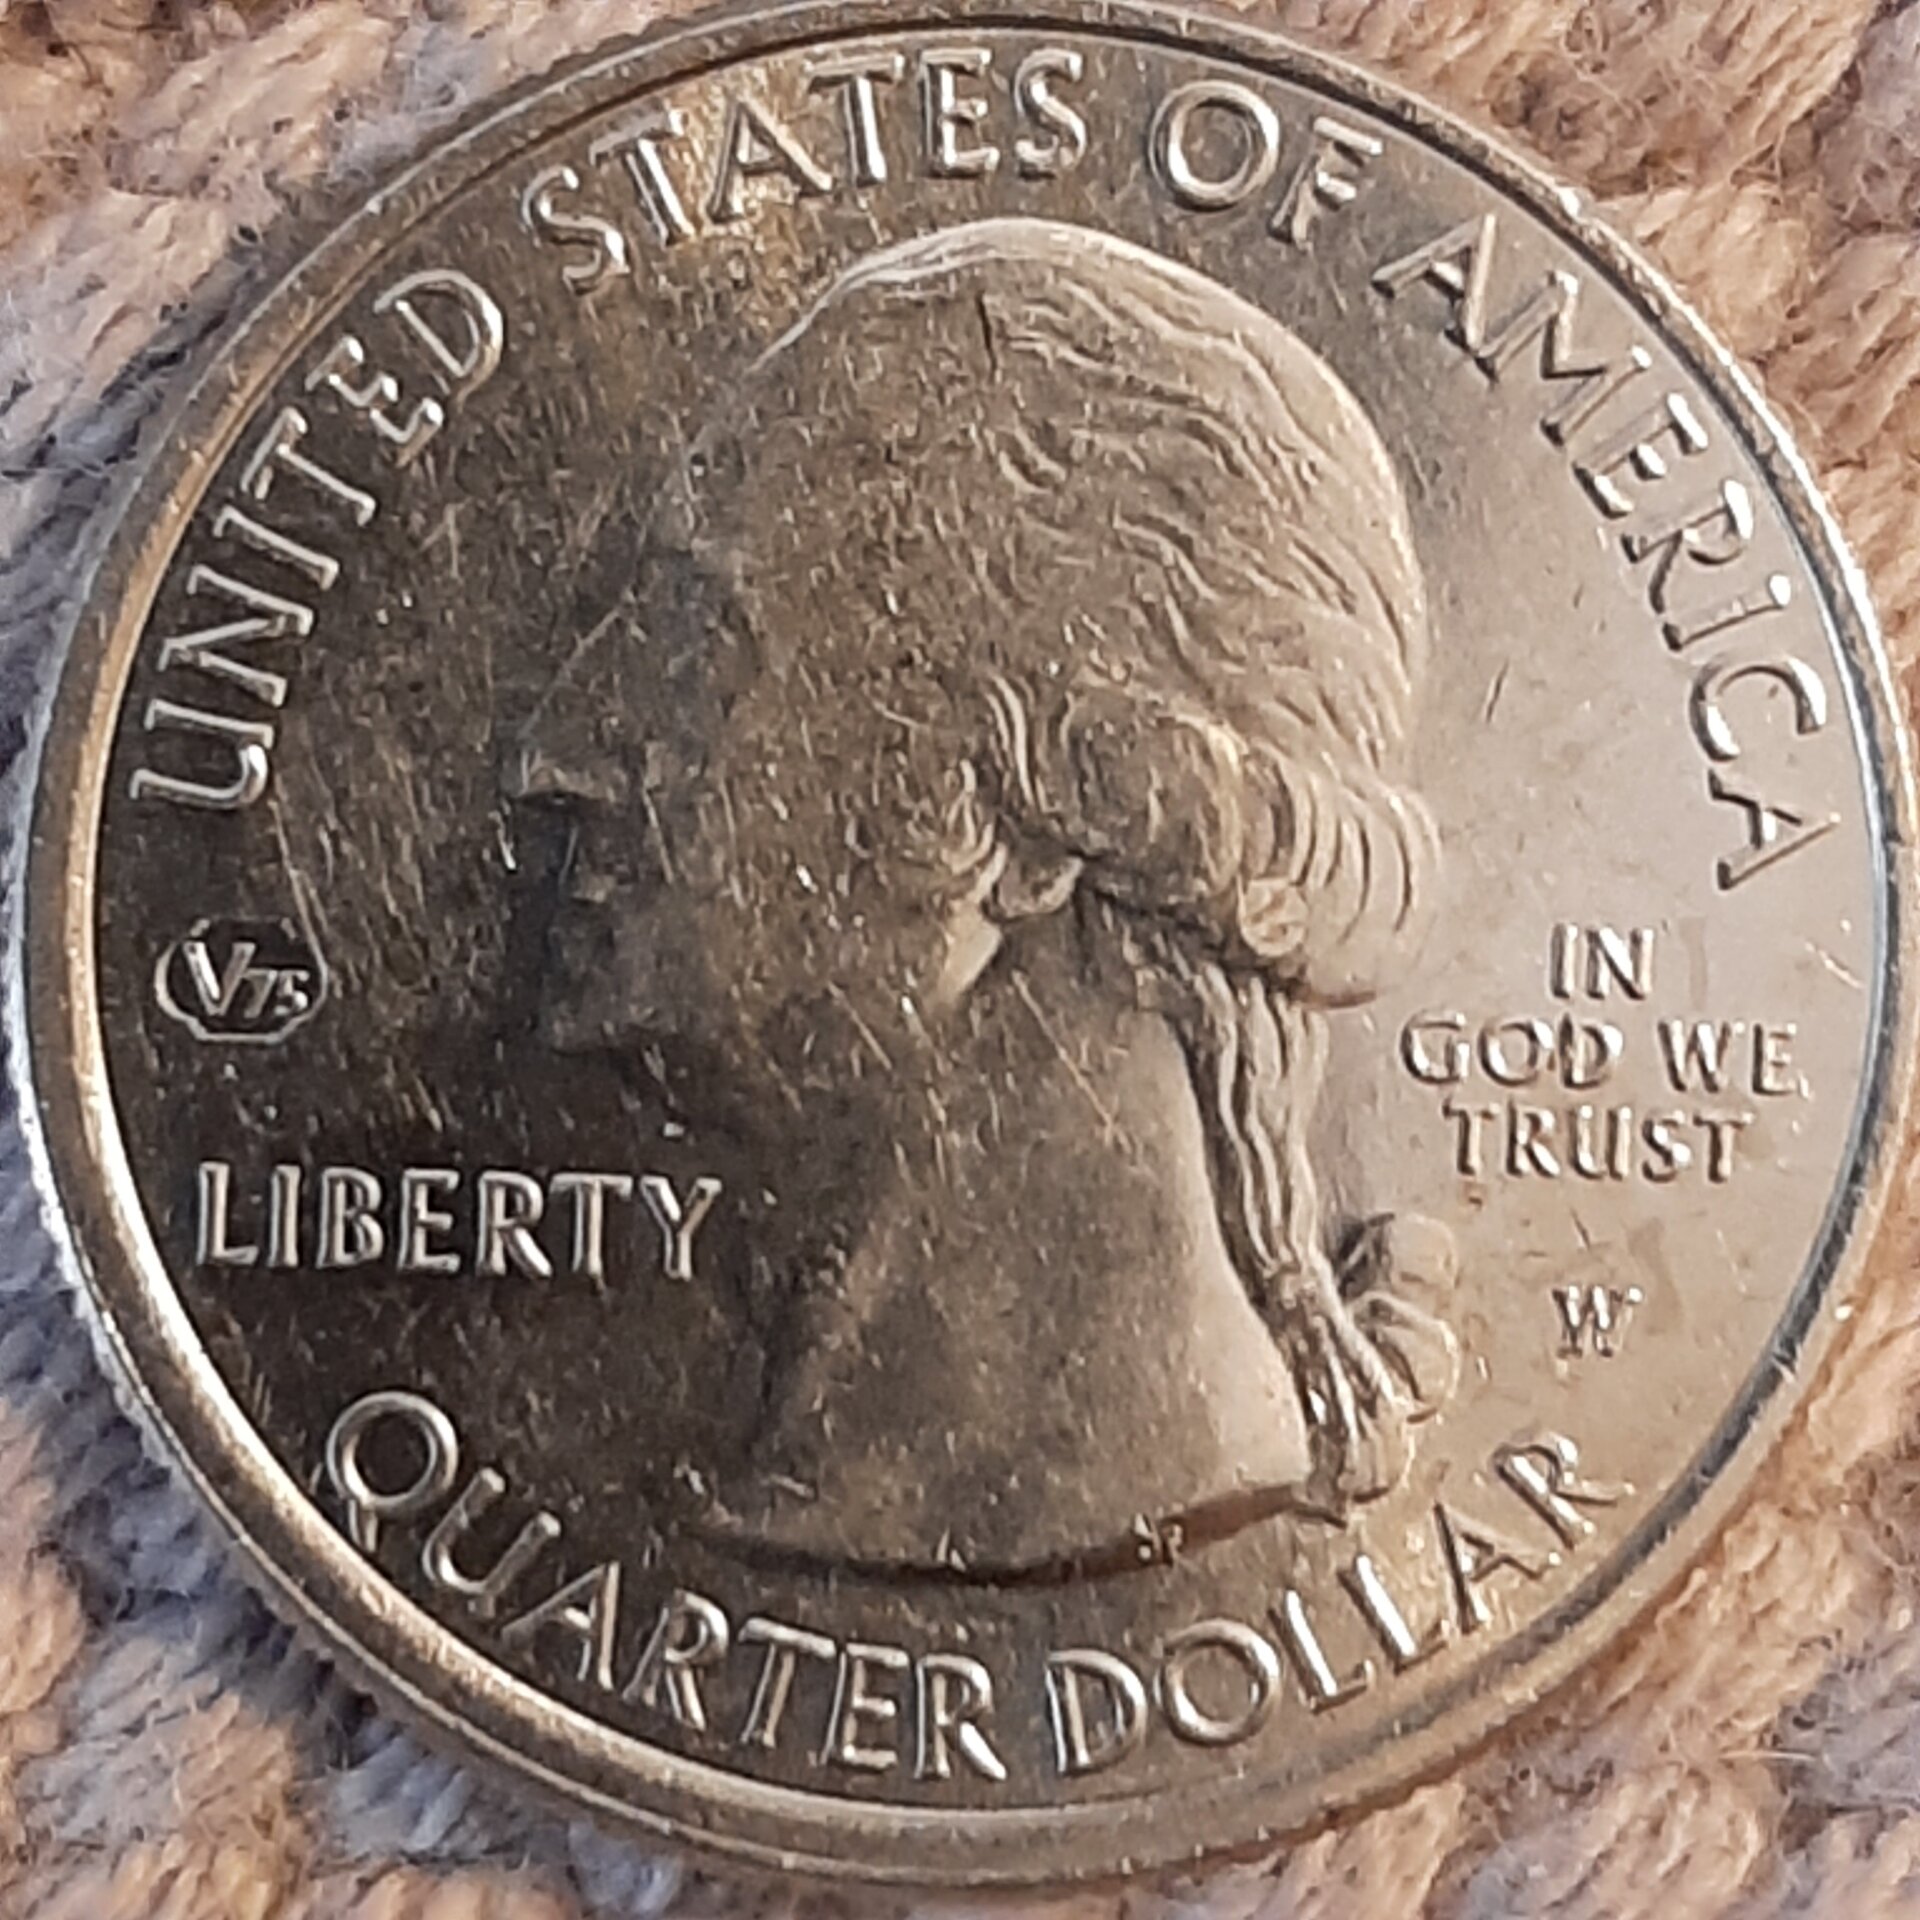 UNITED STATES OF AMERICA
V75
LIBERTY
IN
GOD WE
TRUST
W
QUARTER DOLLAR